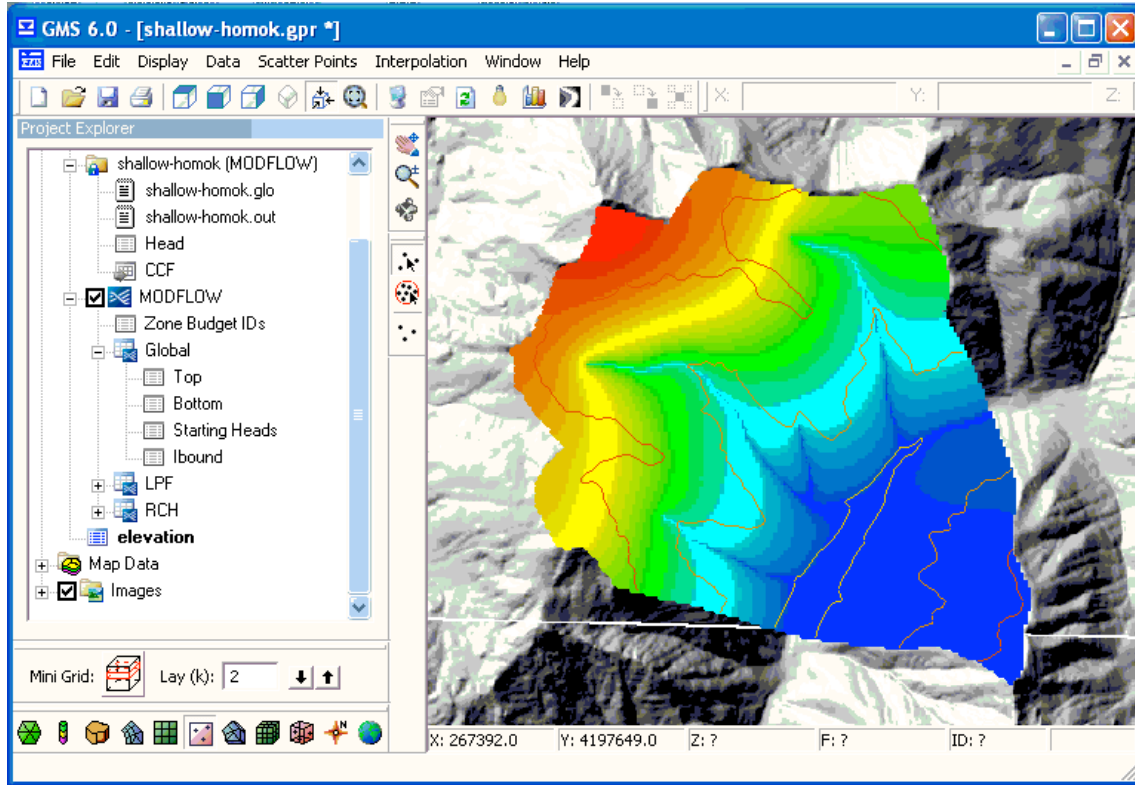 GMS 6.0 - [shallow-homok.gpr *]
File Edit Display Data Scatter Points Interpolation Window Help
X: Y: Z:
Project Explorer
shallow-homok (MODFLOW)
shallow-homok.glo
shallow-homok.out
Head
CCF
MODFLOW
Zone Budget IDs
Global
Top
Bottom
Starting Heads
Ibound
LPF
RCH
elevation
Map Data
Images
Mini Grid: Lay (k): 2
N
X: 267392.0 Y: 4197649.0 Z: ? F: ? ID: ?